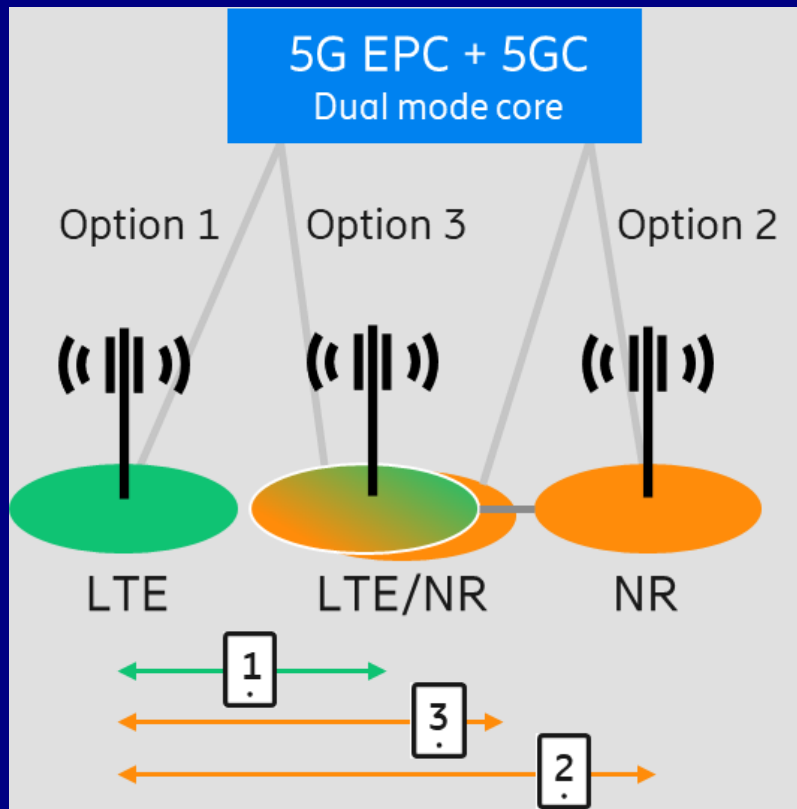 5G EPC + 5GC
Dual mode core
Option 1
Option 3
Option 2
LTE
LTE/NR
NR
1
3
2